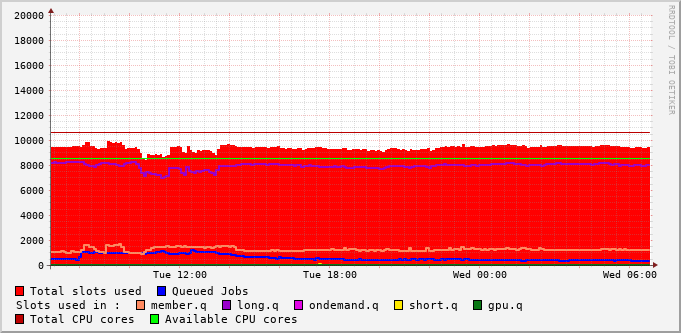 20000
18000
16000
14000
12000
10000
8000
6000
4000
2000
0
Tue 12:00 Tue 18:00 Wed 00:00 Wed 06:00
Total slots used Queued Jobs
Slots used in : member.q long.q ondemand.q short.q gpu.q
Total CPU cores Available CPU cores
RRDTOOL / TOBI OETIKER